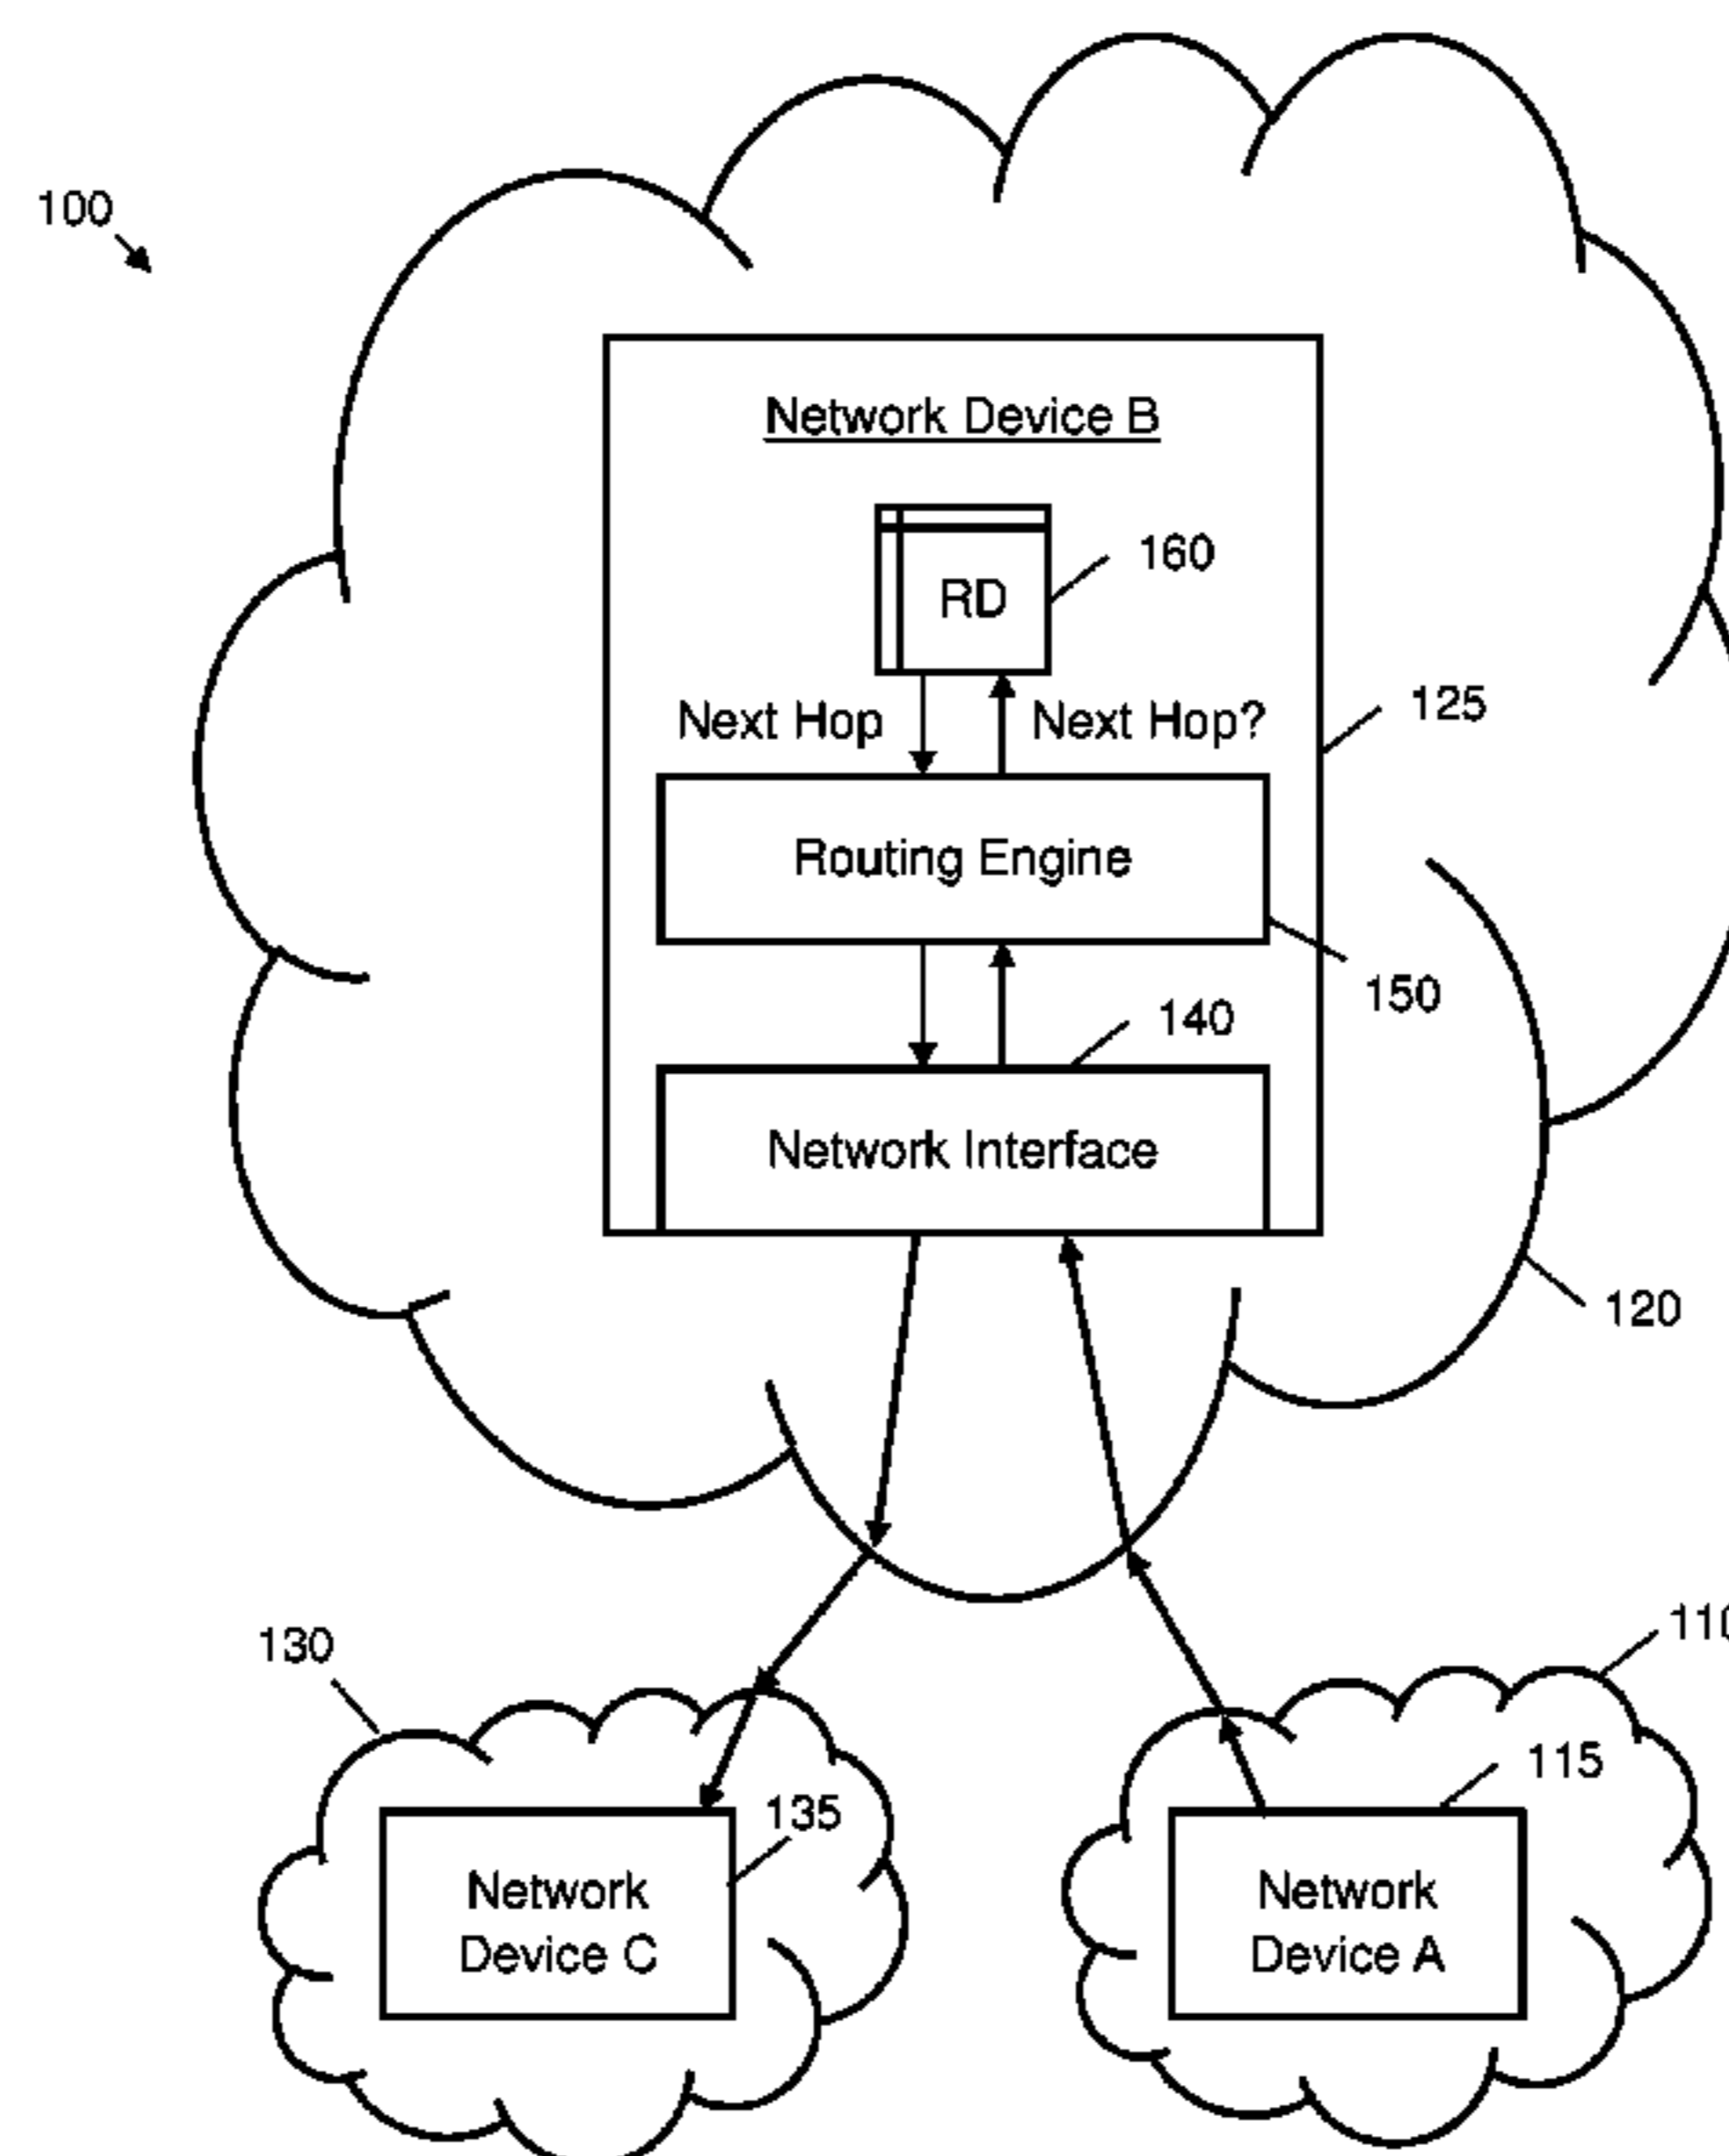 100
Network Device B
160
RD
125
Next Hop
Next Hop?
Routing Engine
150
140
Network Interface
120
130
110
115
135
Network
Device C
Network
Device A